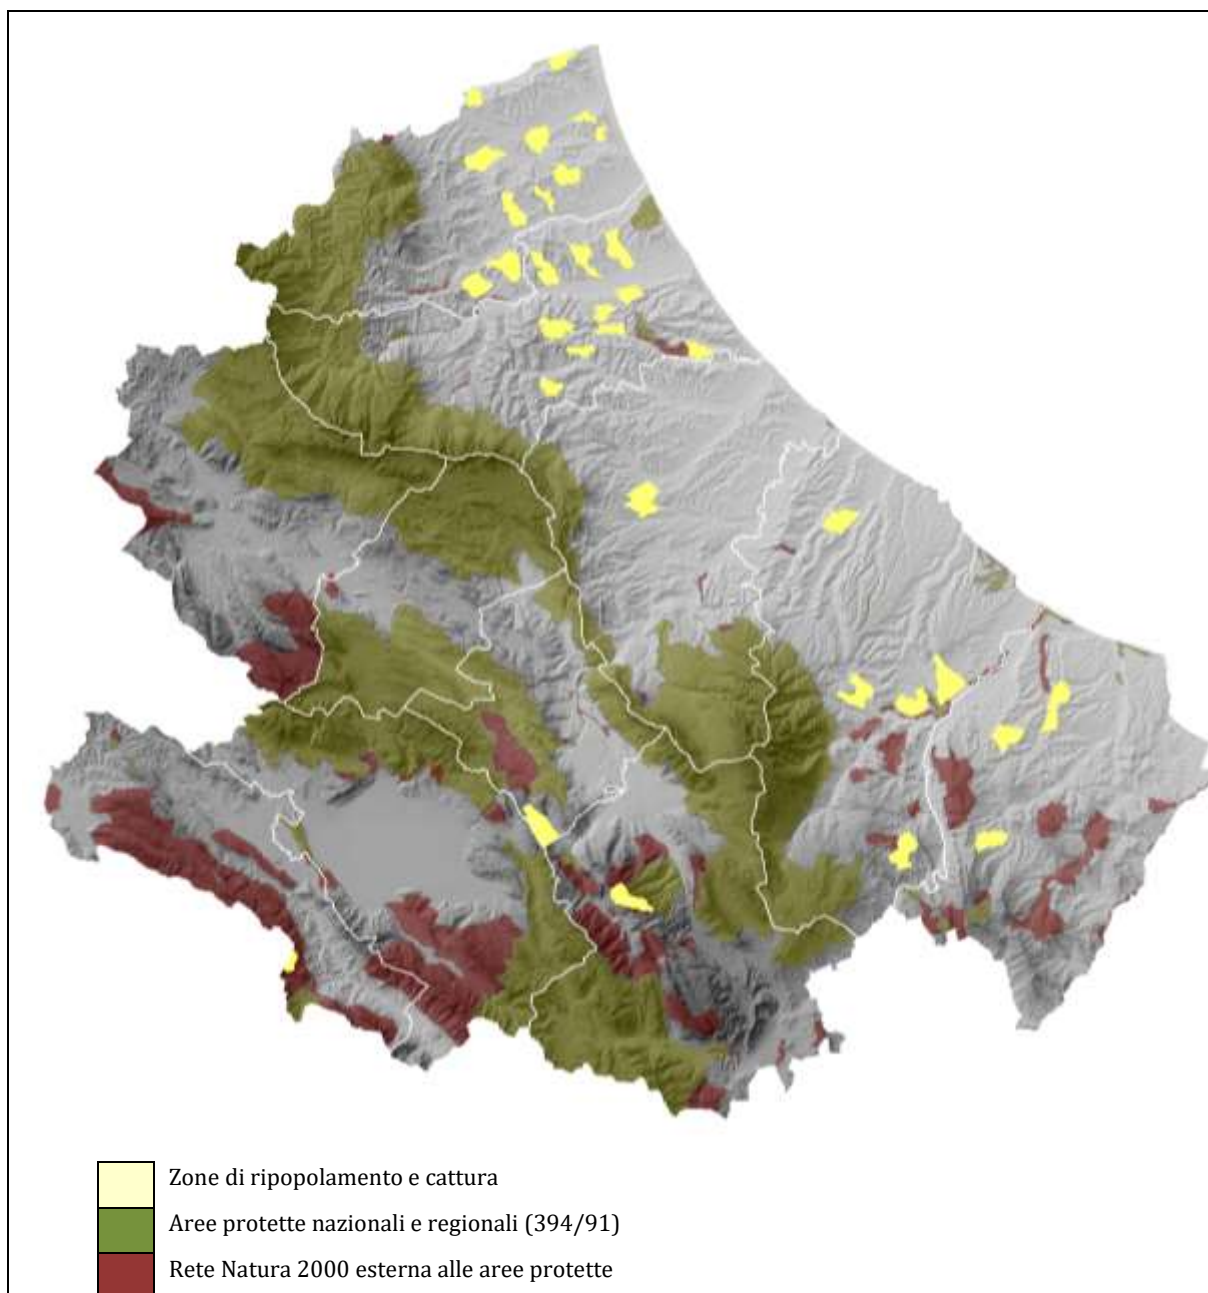 Zone di ripopolamento e cattura
Aree protette nazionali e regionali (394/91)
Rete Natura 2000 esterna alle aree protette